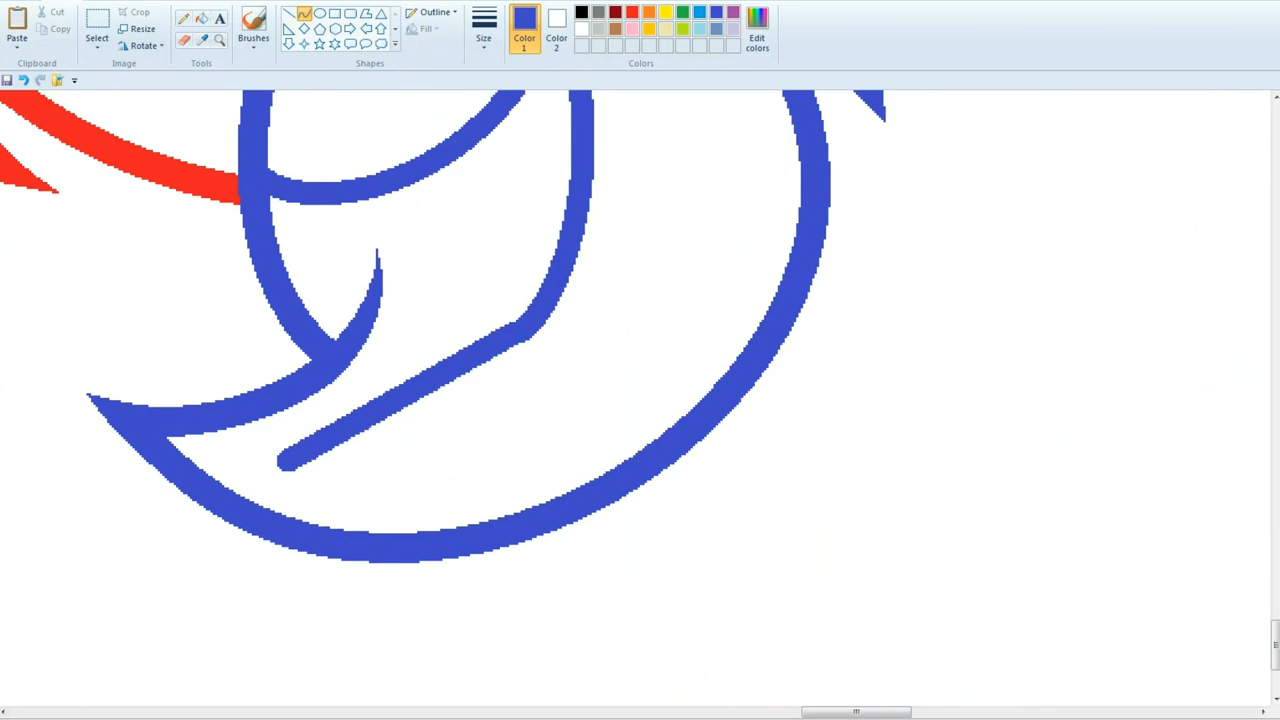 Paste
Cut
Copy
Clipboard
Select
Crop
Resize
Rotate
Image
A
Tools
Brushes
Outline
Fill
Shapes
Size
Color
1
Color
2
Edit
colors
Colors